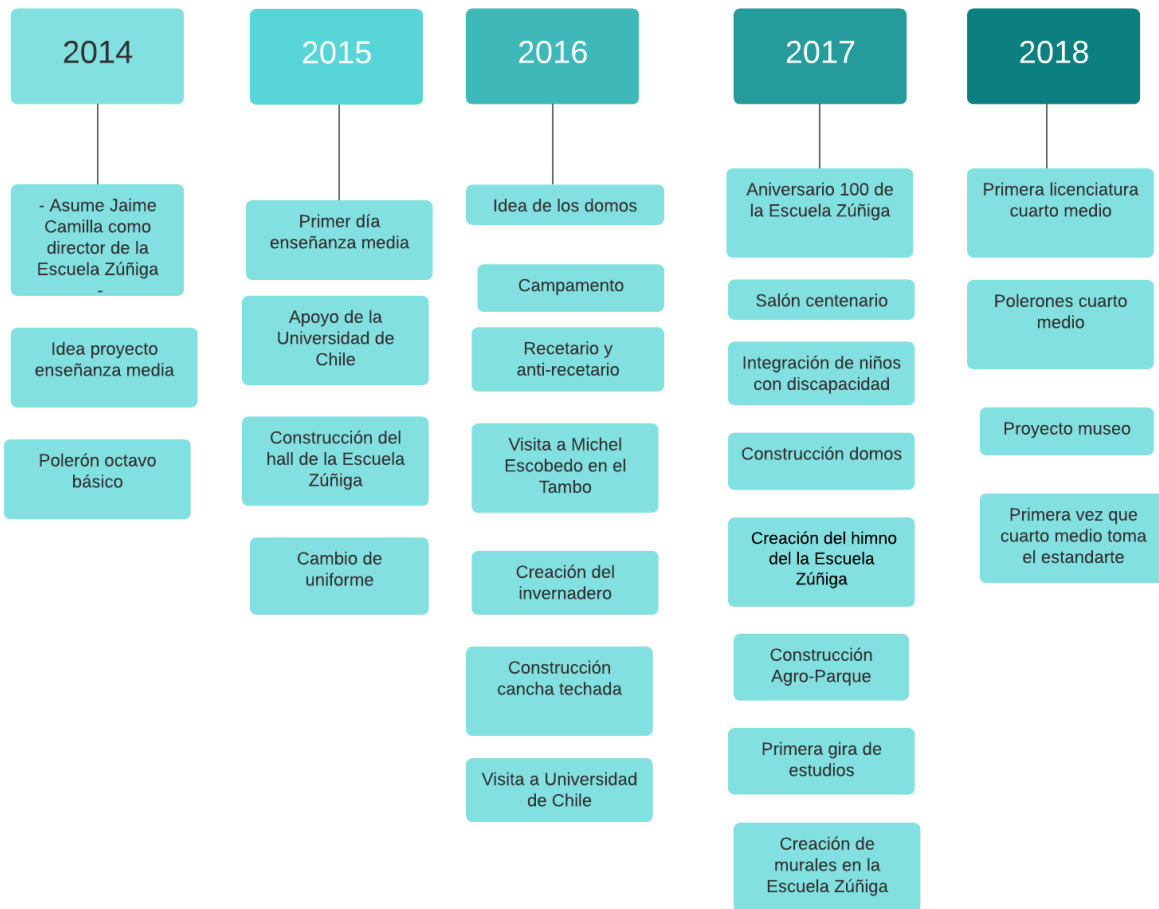 2014
- Asume Jaime
Camilla como
director de la
Escuela Zúñiga
-
Idea proyecto
enseñanza media
Polerón octavo
básico
2015
Primer día
enseñanza media
Apoyo de la
Universidad de
Chile
Construcción del
hall de la Escuela
Zúñiga
Cambio de
uniforme
2016
Idea de los domos
Campamento
Recetario y
anti-recetario
Visita a Michel
Escobedo en el
Tambo
Creación del
invernadero
Construcción
cancha techada
Visita a Universidad
de Chile
2017
Aniversario 100 de
la Escuela Zúñiga
Salón centenario
Integración de niños
con discapacidad
Construcción domos
Creación del himno
del la Escuela
Zúñiga
Construcción
Agro-Parque
Primera gira de
estudios
Creación de
murales en la
Escuela Zúñiga
2018
Primera licenciatura
cuarto medio
Polerones cuarto
medio
Proyecto museo
Primera vez que
cuarto medio toma
el estandarte